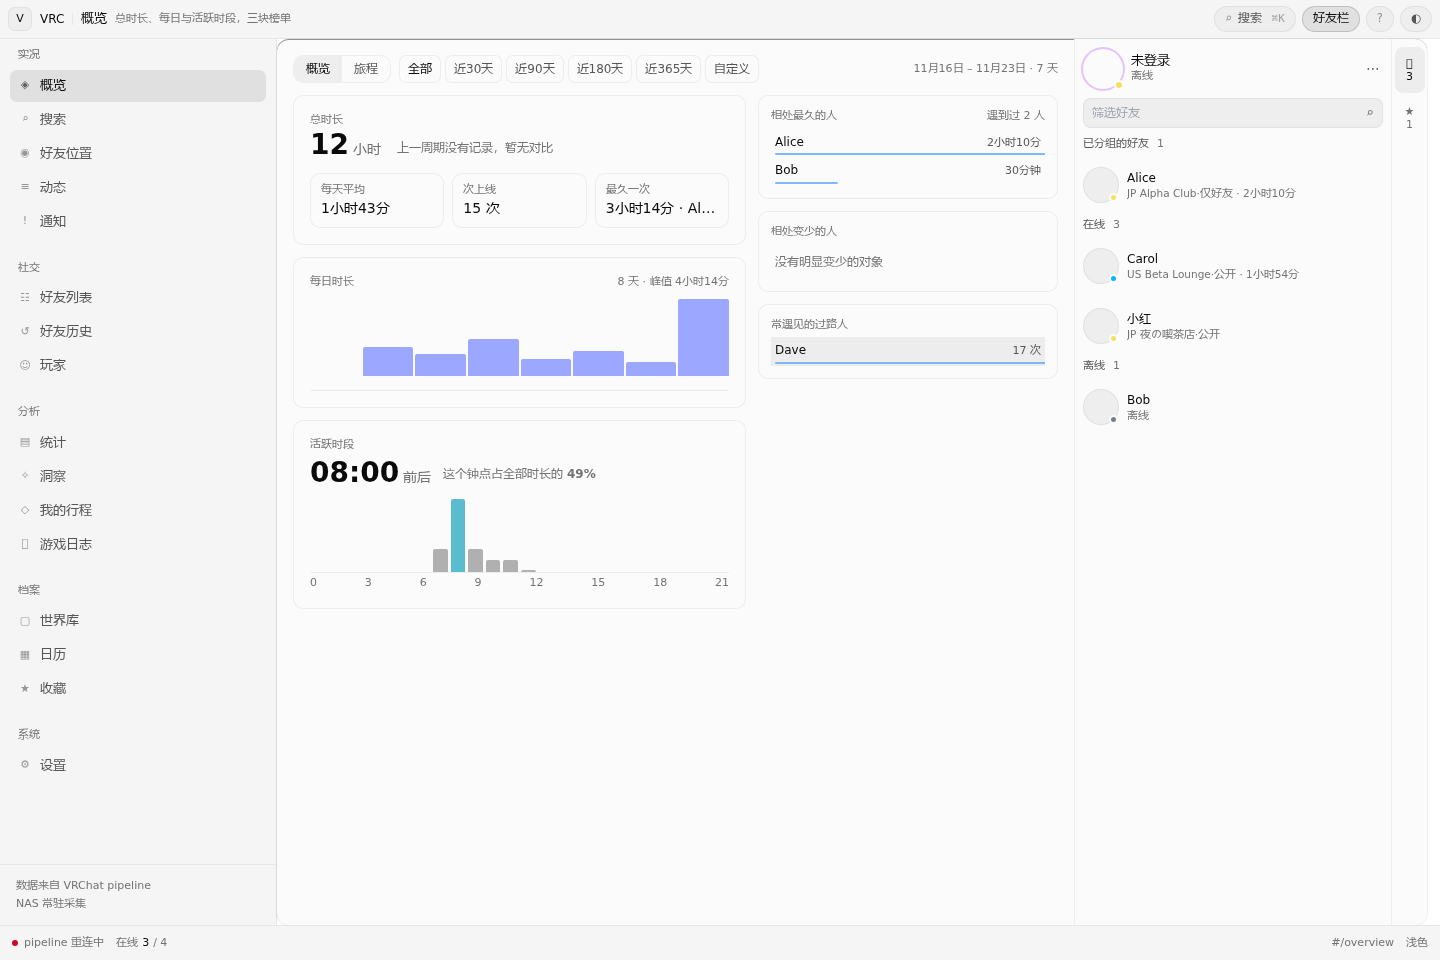 V VRC 概览 总时长、每日与活跃时段，三块榜单
搜索 ⌘K 好友栏 ?
实况
概览
搜索
好友位置
动态
通知
社交
好友列表
好友历史
玩家
分析
统计
洞察
我的行程
游戏日志
档案
世界库
日历
收藏
系统
设置
数据来自 VRChat pipeline
NAS 常驻采集
概览 旅程 全部 近30天 近90天 近180天 近365天 自定义 11月16日 – 11月23日 · 7 天
总时长
12 小时 上一周期没有记录，暂无对比
每天平均
1小时43分
次上线
15 次
最久一次
3小时14分 · Al…
每日时长 8 天 · 峰值 4小时14分
活跃时段
08:00 前后 这个钟点占全部时长的 49%
0 3 6 9 12 15 18 21
相处最久的人 遇到过 2 人
Alice 2小时10分
Bob 30分钟
相处变少的人
没有明显变少的对象
常遇见的过路人
Dave 17 次
未登录
离线
筛选好友
已分组的好友 1
Alice
JP Alpha Club·仅好友 · 2小时10分
在线 3
Carol
US Beta Lounge·公开 · 1小时54分
小红
JP 夜の喫茶店·公开
离线 1
Bob
离线
3
★
1
pipeline 重连中 在线 3 / 4
#/overview 浅色